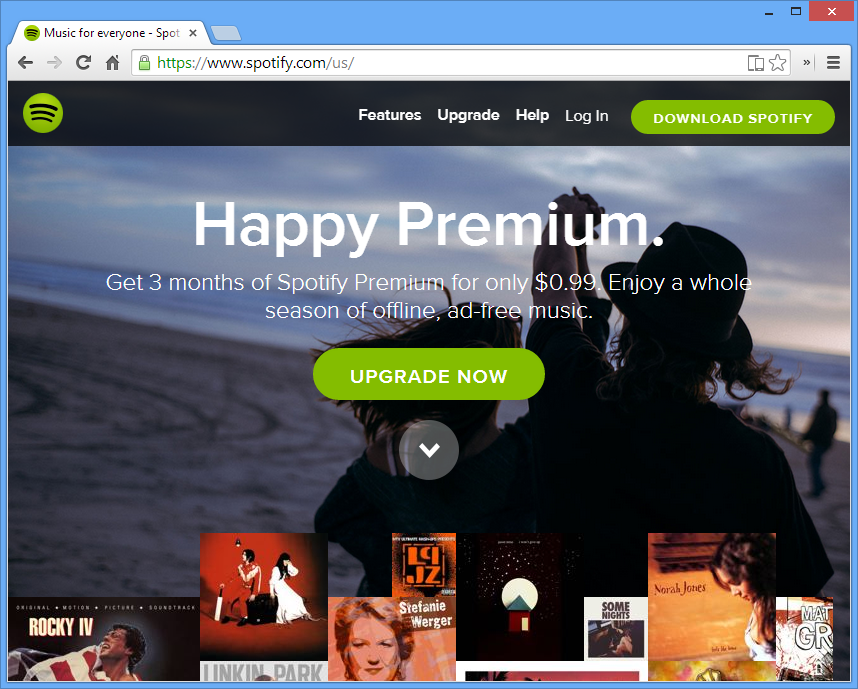 Music for everyone - Spot
https://www.spotify.com/us/
Features Upgrade Help Log In DOWNLOAD SPOTIFY
Happy Premium.
Get 3 months of Spotify Premium for only $0.99. Enjoy a whole
season of offline, ad-free music.
UPGRADE NOW
ORIGINAL • MOTION • PICTURE • SOUNDTRACK
ROCKY IV
LINKIN PARK
Stefanie
Werger
SOME
NIGHTS
Norah Jones
MAT
GR